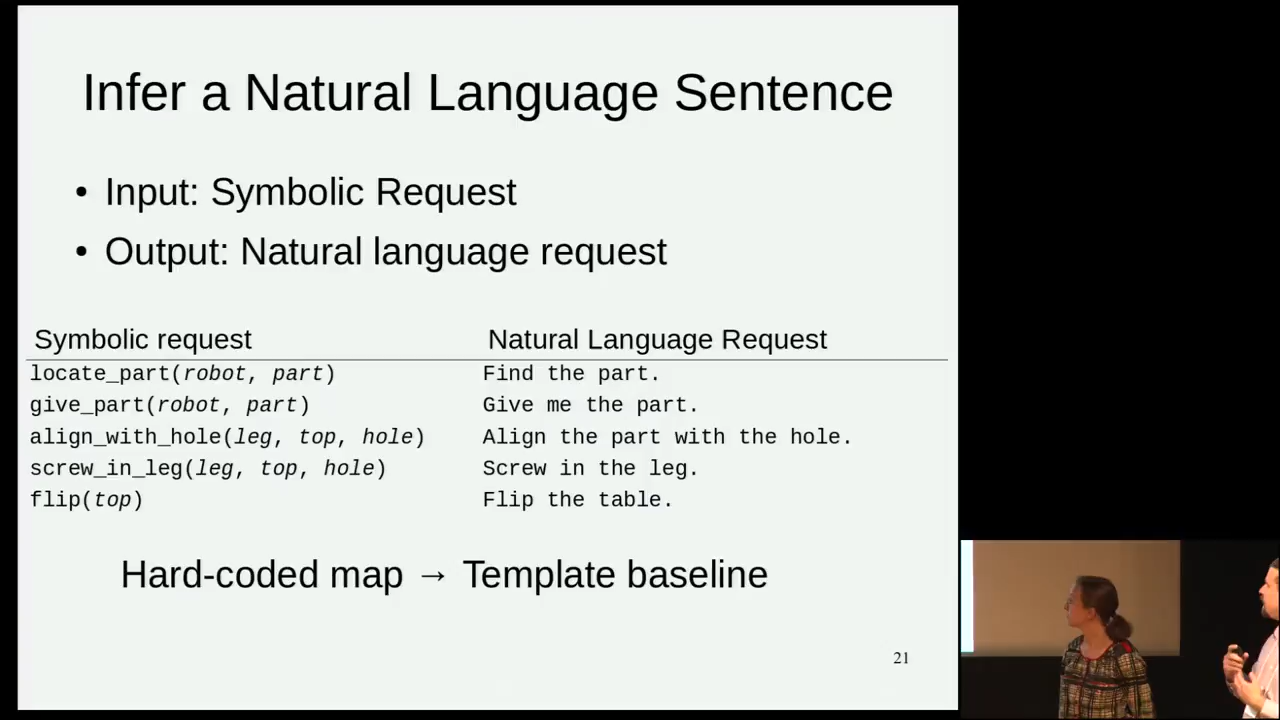 Infer a Natural Language Sentence
• Input: Symbolic Request
• Output: Natural language request
Symbolic request Natural Language Request
locate_part(robot, part) Find the part.
give_part(robot, part) Give me the part.
align_with_hole(leg, top, hole) Align the part with the hole.
screw_in_leg(leg, top, hole) Screw in the leg.
flip(top) Flip the table.
Hard-coded map → Template baseline
21